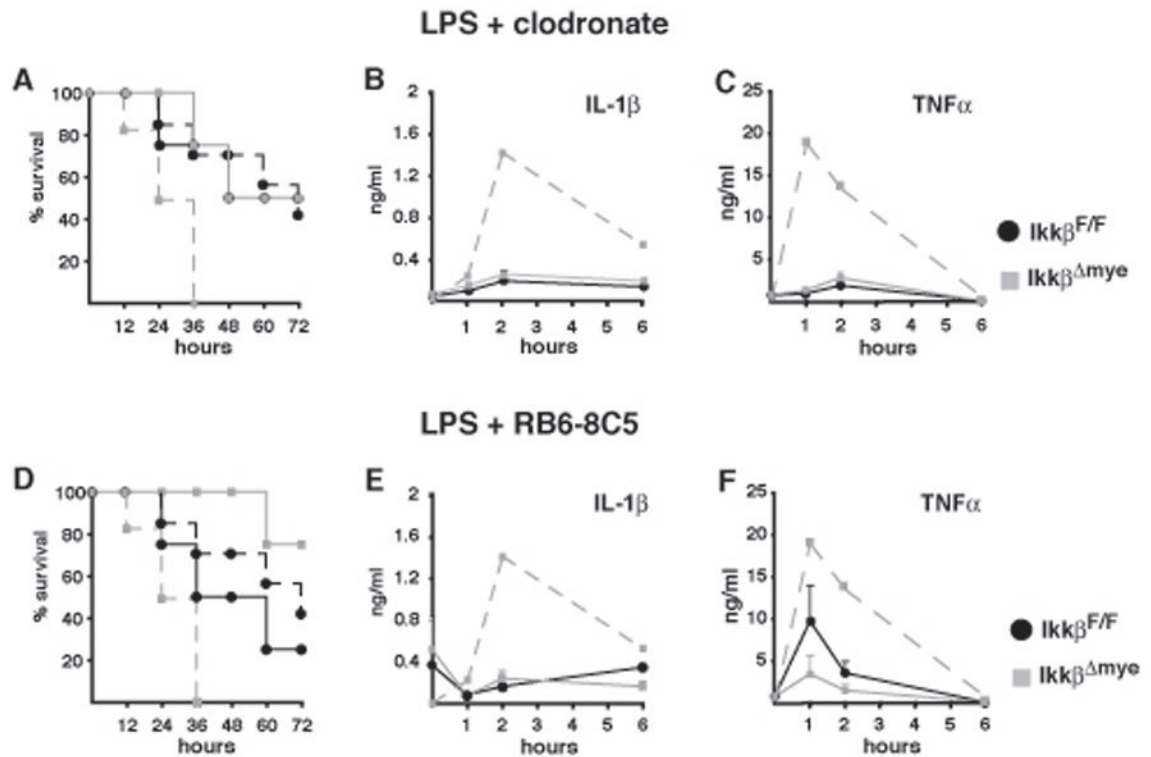 LPS + clodronate
A
B
C
100
80
60
40
20
% survival
12 24 36 48 60 72
hours
2
1.6
1.2
0.8
0.4
ng/ml
IL-1β
1 2 3 4 5 6
hours
25
20
15
10
5
ng/ml
TNFα
1 2 3 4 5 6
hours
IkkβF/F
IkkβΔmye
LPS + RB6-8C5
D
E
F
100
80
60
40
20
% survival
12 24 36 48 60 72
hours
2
1.6
1.2
0.8
0.4
ng/ml
IL-1β
1 2 3 4 5 6
hours
25
20
15
10
5
ng/ml
TNFα
1 2 3 4 5 6
hours
IkkβF/F
IkkβΔmye